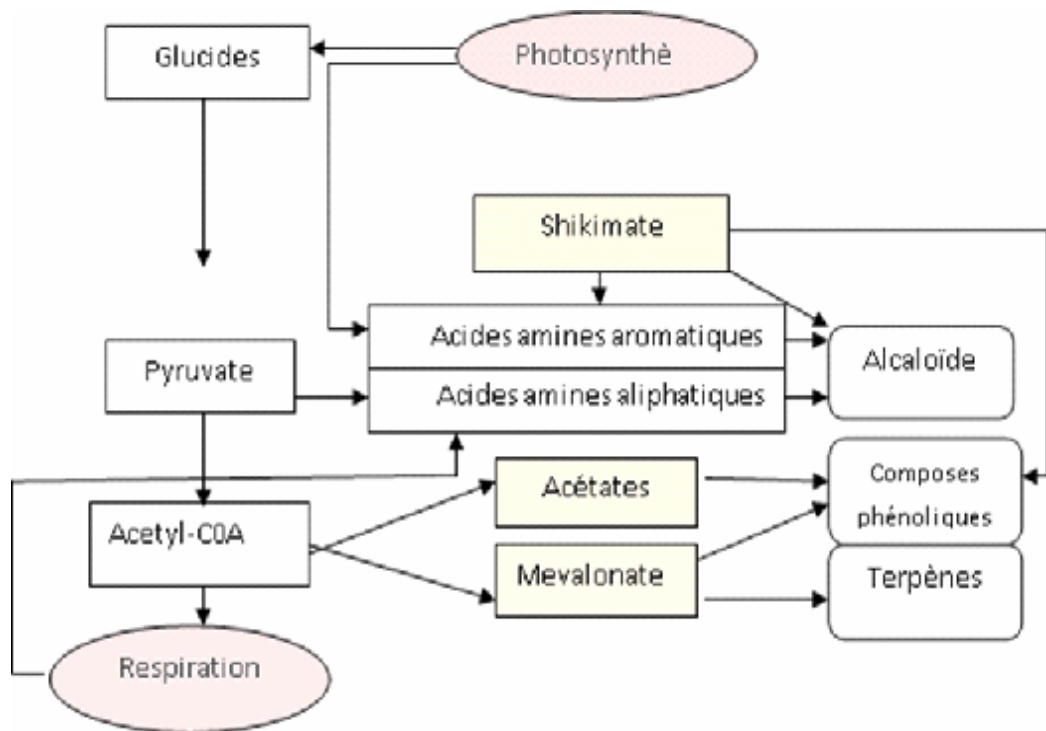 Glucides
Photosynthè
Shikimate
Acides amines aromatiques
Pyruvate
Alcaloïde
Acides amines aliphatiques
Acétates
Composes
phénoliques
Acetyl-C0A
Mevalonate
Terpènes
Respiration